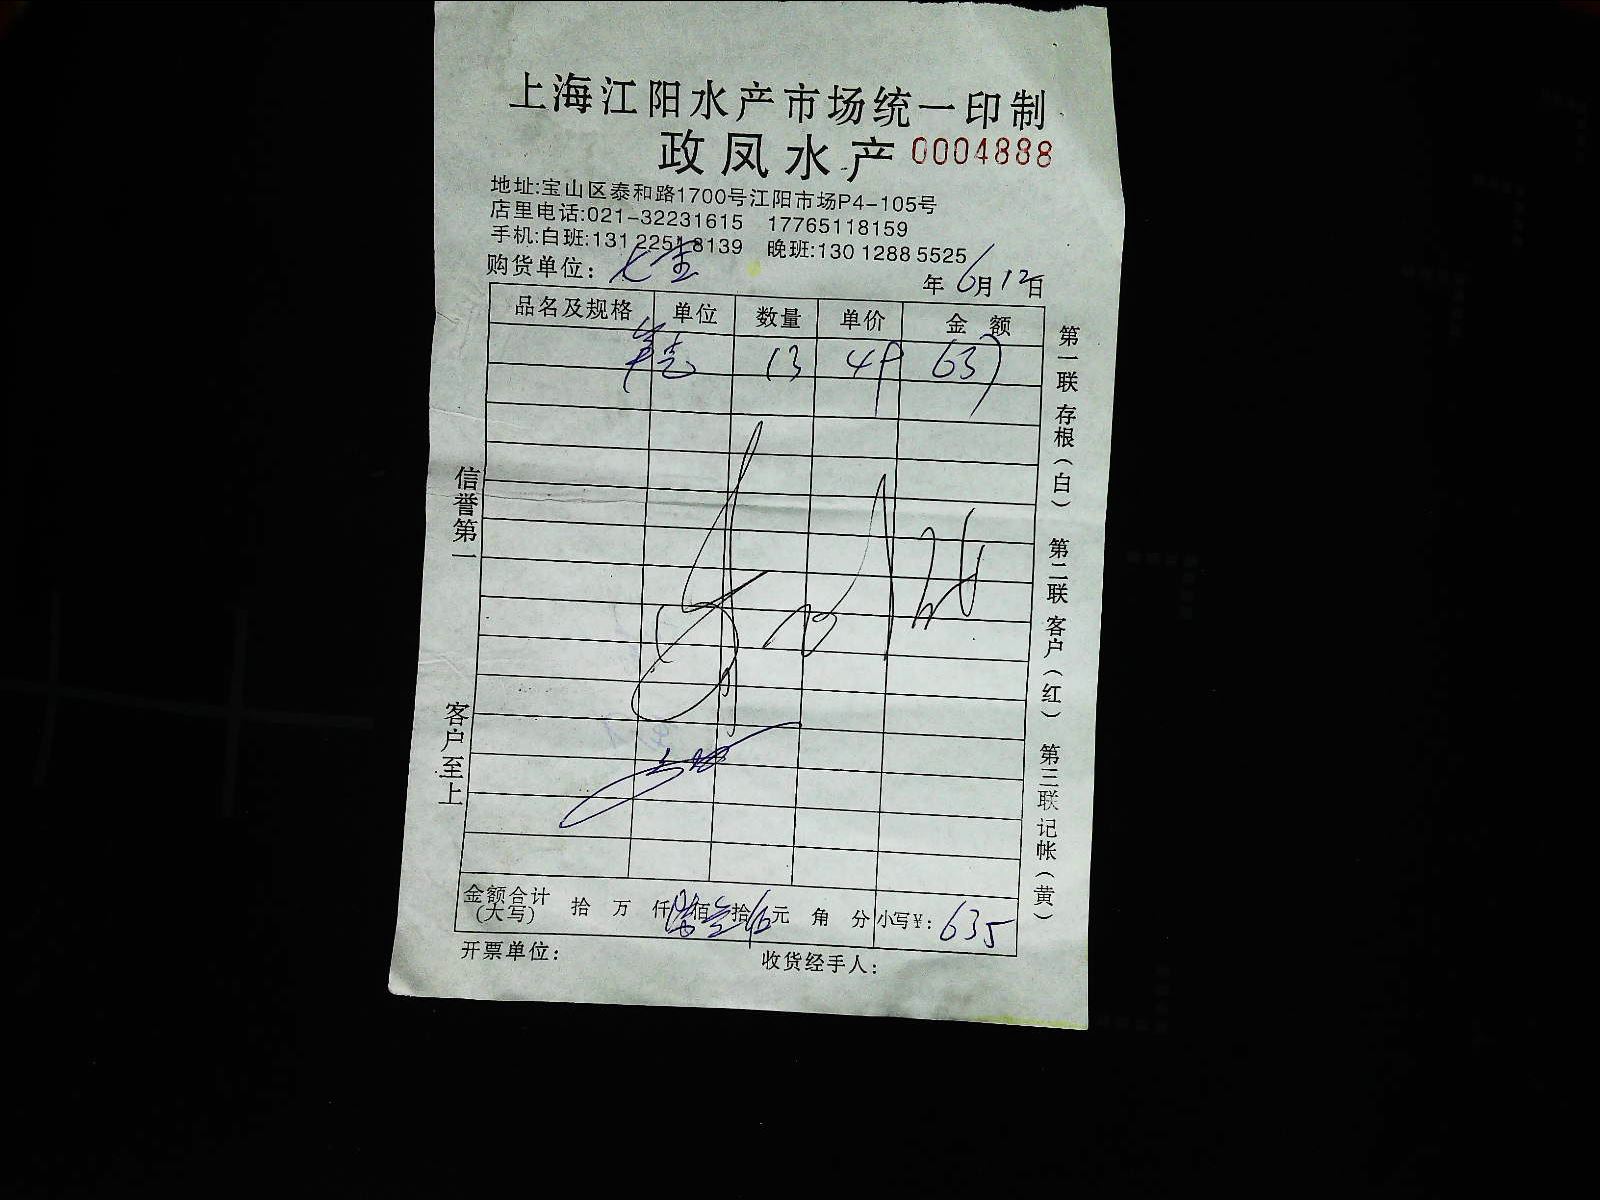 上海江阳水产市场统一印制
政凤水产 0004888
地址:宝山区泰和路1700号江阳市场P4-105号
店里电话:021-32231615 17765118159
手机:白班:131 2251 8139 晚班:130 1288 5525
购货单位:
年 6月12日
品名及规格 单位 数量 单价 金额
13 49 637
信誉第一
客户至上
第一联 存根(白) 第二联 客户(红) 第三联 记帐(黄)
金额合计(大写) 拾 万 仟 陆佰叁拾伍元 角 分 小写¥: 635
开票单位: 收货经手人: